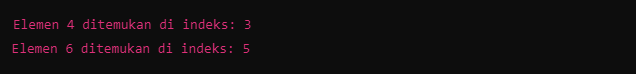 Elemen 4 ditemukan di indeks: 3
Elemen 6 ditemukan di indeks: 5